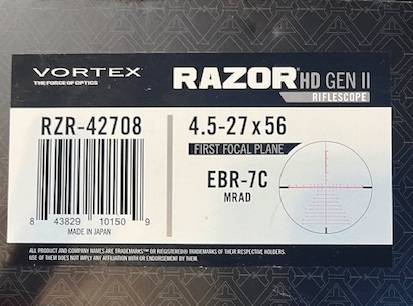 VORTEX
THE FORCE OF OPTICS
RAZOR HD GEN II
RIFLESCOPE
RZR-42708
4.5-27x56
FIRST FOCAL PLANE
EBR-7C
MRAD
8 43829 10150 9
MADE IN JAPAN
ALL PRODUCT AND COMPANY NAMES ARE TRADEMARKS™ OR REGISTERED® TRADEMARKS OF THEIR RESPECTIVE HOLDERS.
USE OF THEM DOES NOT IMPLY ANY AFFILIATION WITH OR ENDORSEMENT BY THEM.